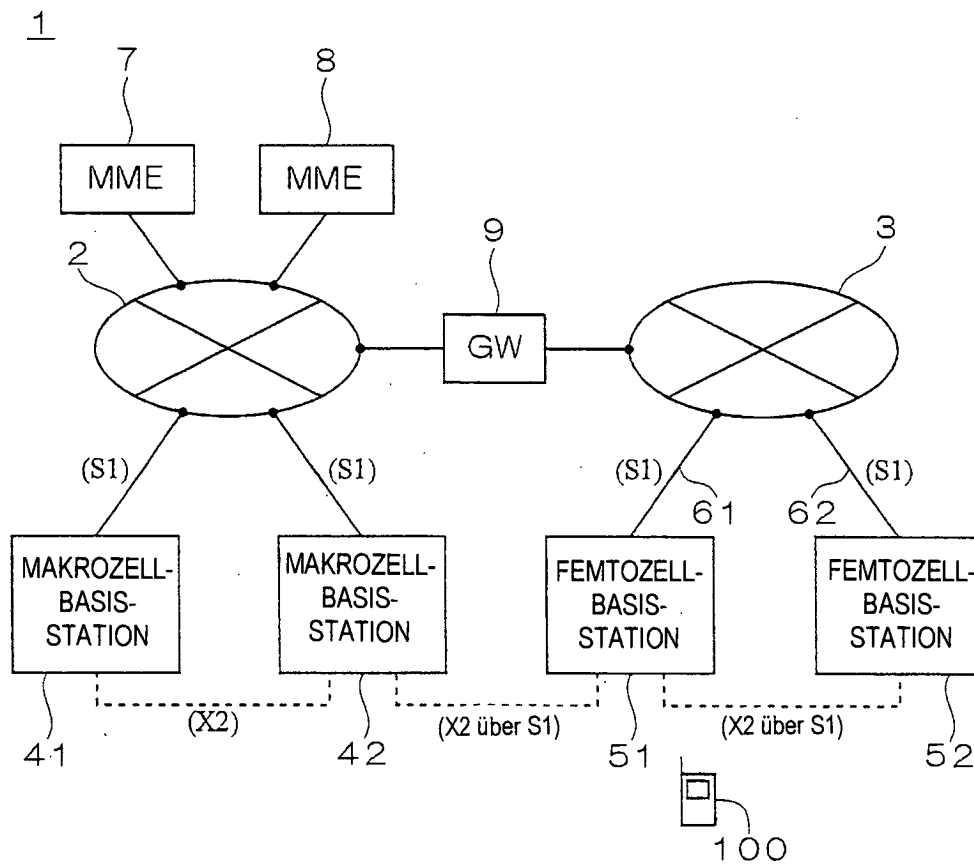 1
7
8
MME
MME
2
9
3
GW
(S1)
(S1)
(S1)
61
62
(S1)
MAKROZELL-
BASIS-
STATION
MAKROZELL-
BASIS-
STATION
FEMTOZELL-
BASIS-
STATION
FEMTOZELL-
BASIS-
STATION
(X2)
(X2 über S1)
(X2 über S1)
41
42
51
52
100